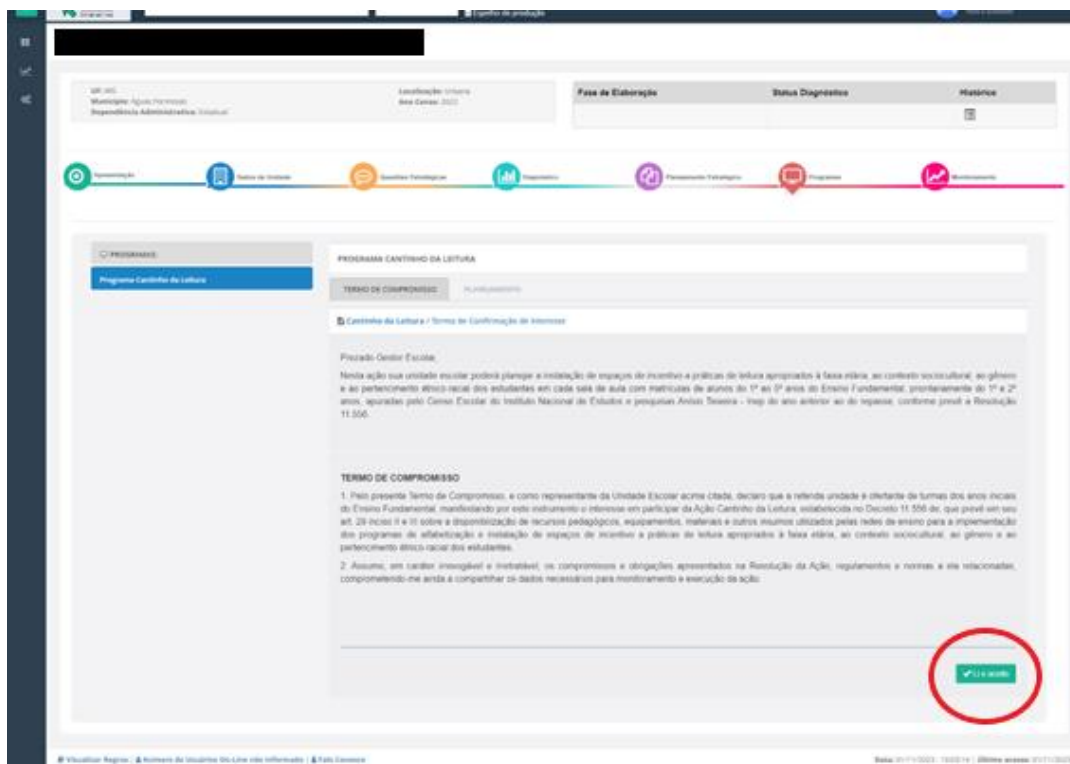 Espelho de produção
UF: MG
Município: Águas Formosas
Dependência Administrativa: Estadual
Localização: Urbana
Ano Censo: 2022
Fase de Elaboração Status Diagnóstico Histórico
Apresentação
Planejamento Estratégico
Programas
Monitoramento
PROGRAMAS
Programa Cantinho da Leitura
PROGRAMA CANTINHO DA LEITURA
TERMO DE COMPROMISSO PLANEJAMENTO
Cantinho da Leitura / Termo de Confirmação de Interesse
Prezado Gestor Escolar,
Nesta ação sua unidade escolar poderá planejar a instalação de espaços de incentivo a práticas de leitura apropriados à faixa etária, ao contexto sociocultural, ao gênero
e ao pertencimento étnico racial dos estudantes em cada sala de aula com matrículas de alunos do 1º ao 5º anos do Ensino Fundamental, prioritariamente do 1º e 2º
anos, apuradas pelo Censo Escolar do Instituto Nacional de Estudos e pesquisas Anísio Teixeira - Inep do ano anterior ao do repasse, conforme prevê a Resolução
11.556.
TERMO DE COMPROMISSO
1. Pelo presente Termo de Compromisso, e como representante da Unidade Escolar acima citada, declaro que a referida unidade é ofertante de turmas dos anos iniciais
do Ensino Fundamental, manifestando por este instrumento o interesse em participar da Ação Cantinho da Leitura, estabelecida no Decreto 11.556 de, que prevê em seu
art. 29 inciso II e III sobre a disponibilização de recursos pedagógicos, equipamentos, materiais e outros insumos utilizados pelas redes de ensino para a implementação
dos programas de alfabetização e instalação de espaços de incentivo a práticas de leitura apropriados à faixa etária, ao contexto sociocultural, ao gênero e ao
pertencimento étnico racial dos estudantes.
2. Assumo, em caráter irrevogável e irretratável, os compromissos e obrigações apresentados na Resolução da Ação, regulamentos e normas a ela relacionadas,
comprometendo-me ainda a compartilhar os dados necessários para monitoramento e execução da ação.
Li e aceito
Visualizar Regras | Número de Usuários On-Line não informado | Fale Conosco